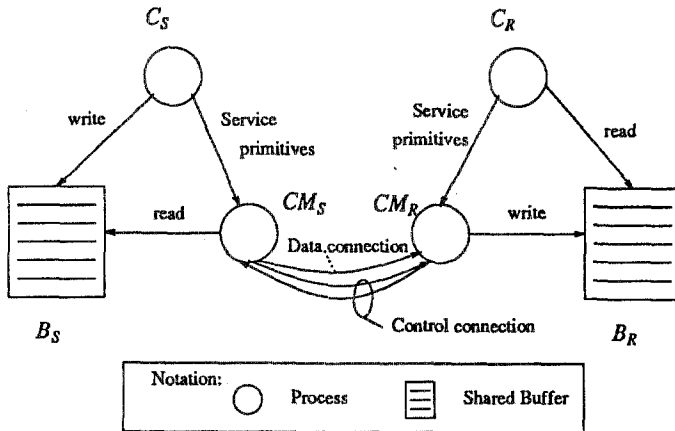 C_S
C_R
write
Service
primitives
Service
primitives
read
read
CM_S
CM_R
write
Data connection
Control connection
B_S
B_R
Notation:
Process
Shared Buffer